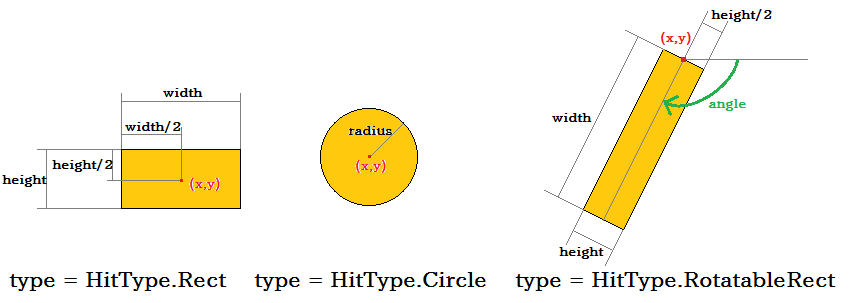 width
width/2
height/2
height
(x,y)
type = HitType.Rect
radius
(x,y)
type = HitType.Circle
height/2
(x,y)
angle
width
height
type = HitType.RotatableRect